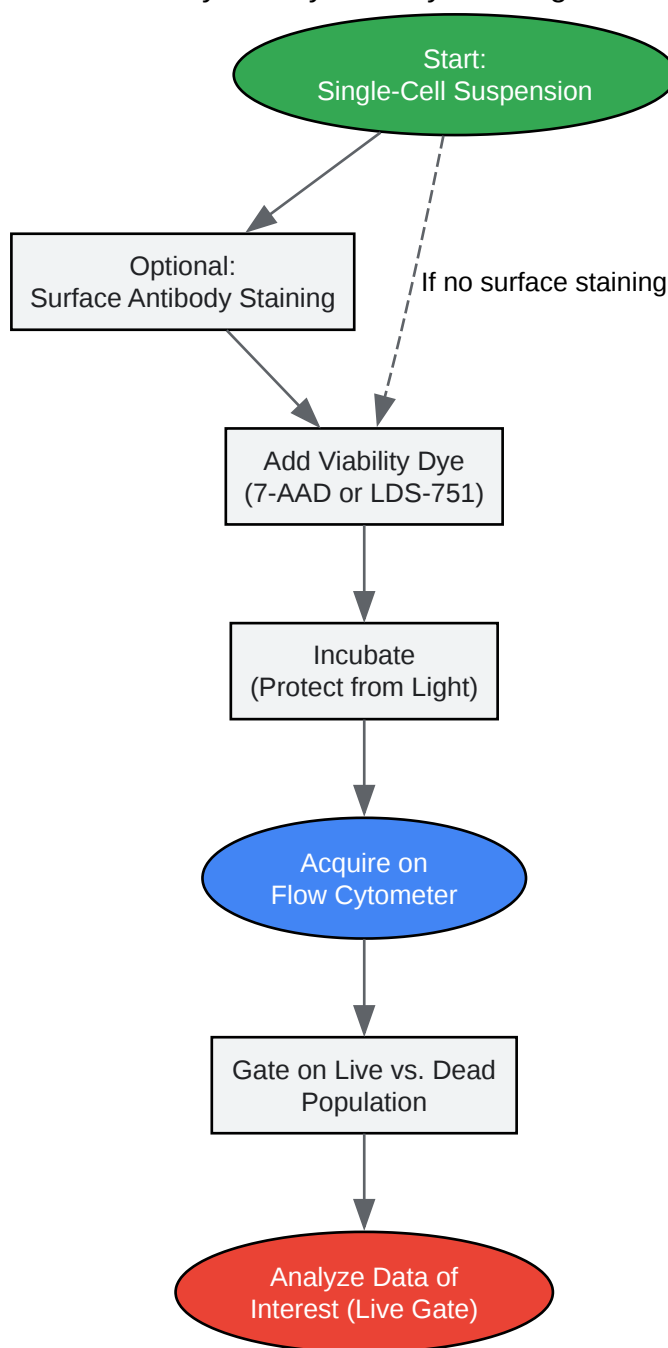 Start:
Single-Cell Suspension
Optional:
Surface Antibody Staining
If no surface staining
Add Viability Dye
(7-AAD or LDS-751)
Incubate
(Protect from Light)
Acquire on
Flow Cytometer
Gate on Live vs. Dead
Population
Analyze Data of
Interest (Live Gate)